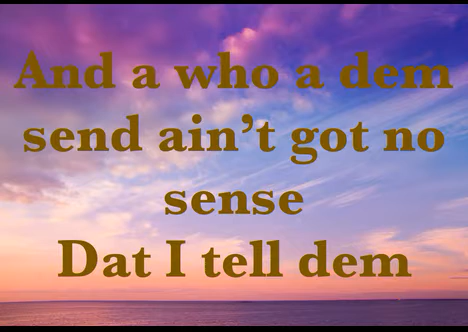 And a who a dem
send ain’t got no
sense
Dat I tell dem